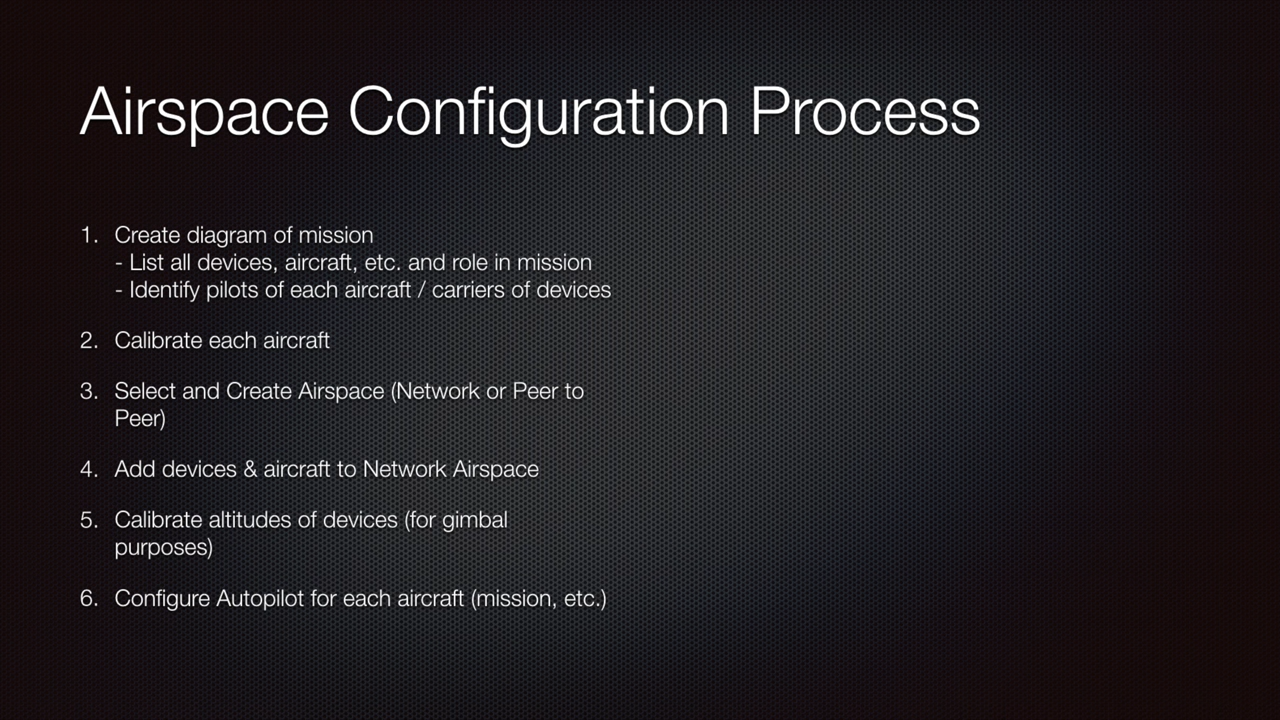 Airspace Configuration Process
1. Create diagram of mission
- List all devices, aircraft, etc. and role in mission
- Identify pilots of each aircraft / carriers of devices
2. Calibrate each aircraft
3. Select and Create Airspace (Network or Peer to
Peer)
4. Add devices & aircraft to Network Airspace
5. Calibrate altitudes of devices (for gimbal
purposes)
6. Configure Autopilot for each aircraft (mission, etc.)